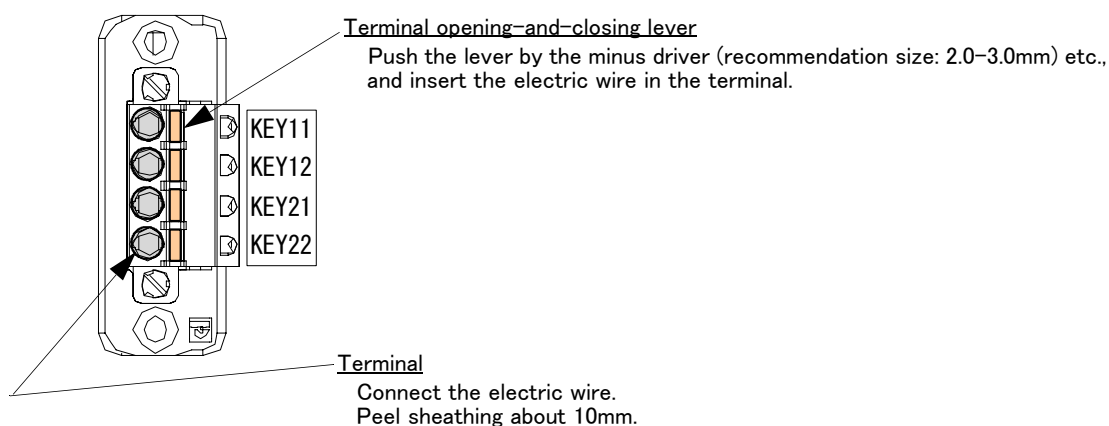 Terminal opening-and-closing lever
Push the lever by the minus driver (recommendation size: 2.0-3.0mm) etc.,
and insert the electric wire in the terminal.
KEY11
KEY12
KEY21
KEY22
Terminal
Connect the electric wire.
Peel sheathing about 10mm.